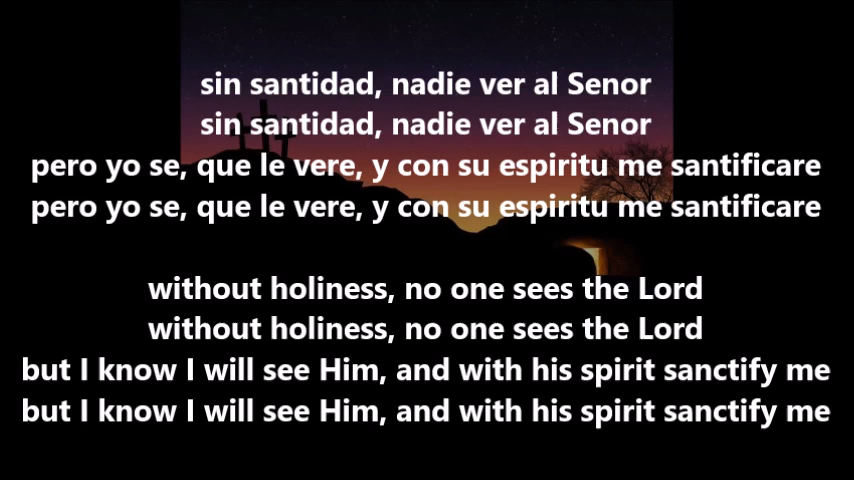 sin santidad, nadie ver al Senor
sin santidad, nadie ver al Senor
pero yo se, que le vere, y con su espiritu me santificare
pero yo se, que le vere, y con su espiritu me santificare
without holiness, no one sees the Lord
without holiness, no one sees the Lord
but I know I will see Him, and with his spirit sanctify me
but I know I will see Him, and with his spirit sanctify me